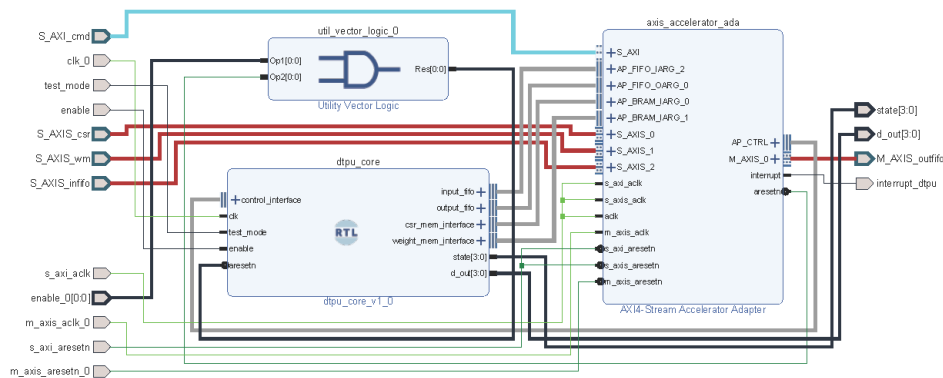 S_AXI_cmd
clk_0
test_mode
enable
S_AXIS_csr
S_AXIS_wm
S_AXIS_infifo
s_axi_aclk
enable_0[0:0]
m_axis_aclk_0
s_axi_aresetn
m_axis_aresetn_0
util_vector_logic_0
Op1[0:0]
Op2[0:0]
Res[0:0]
Utility Vector Logic
dtpu_core
control_interface
clk
test_mode
enable
aresetn
RTL
input_fifo
output_fifo
csr_mem_interface
weight_mem_interface
state[3:0]
d_out[3:0]
dtpu_core_v1_0
axis_accelerator_ada
S_AXI
AP_FIFO_IARG_2
AP_FIFO_OARG_0
AP_BRAM_IARG_0
AP_BRAM_IARG_1
S_AXIS_0
S_AXIS_1
S_AXIS_2
s_axi_aclk
s_axis_aclk
aclk
m_axis_aclk
s_axi_aresetn
s_axis_aresetn
m_axis_aresetn
AP_CTRL
M_AXIS_0
interrupt
aresetn
AXI4-Stream Accelerator Adapter
state[3:0]
d_out[3:0]
M_AXIS_outfifo
interrupt_dtpu